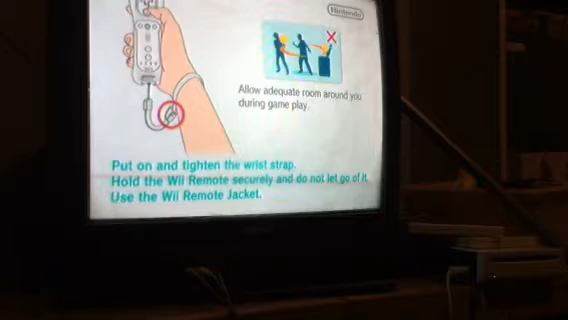 Nintendo
Allow adequate room around you
during game play.
Put on and tighten the wrist strap.
Hold the Wii Remote securely and do not let go of it.
Use the Wii Remote Jacket.